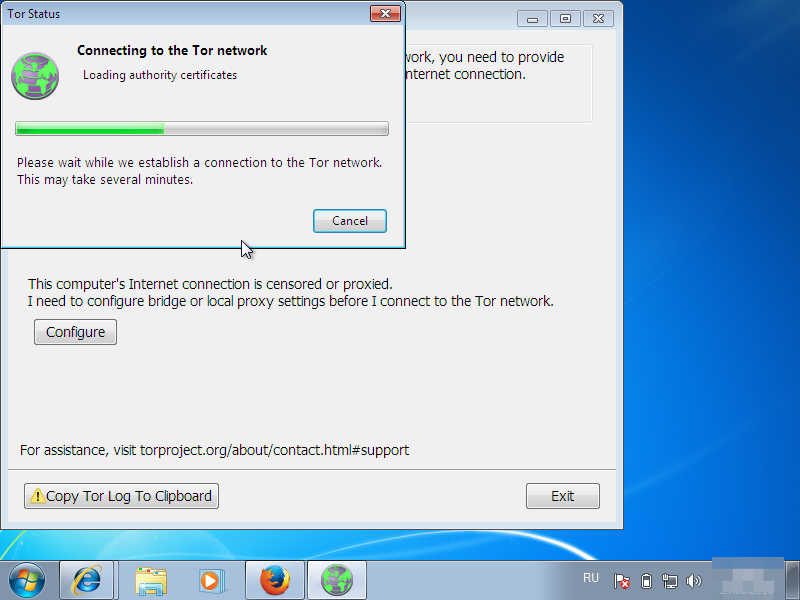 Tor Status
Connecting to the Tor network
Loading authority certificates
Please wait while we establish a connection to the Tor network.
This may take several minutes.
Cancel
work, you need to provide
nternet connection.
This computer's Internet connection is censored or proxied.
I need to configure bridge or local proxy settings before I connect to the Tor network.
Configure
For assistance, visit torproject.org/about/contact.html#support
Copy Tor Log To Clipboard
Exit
RU